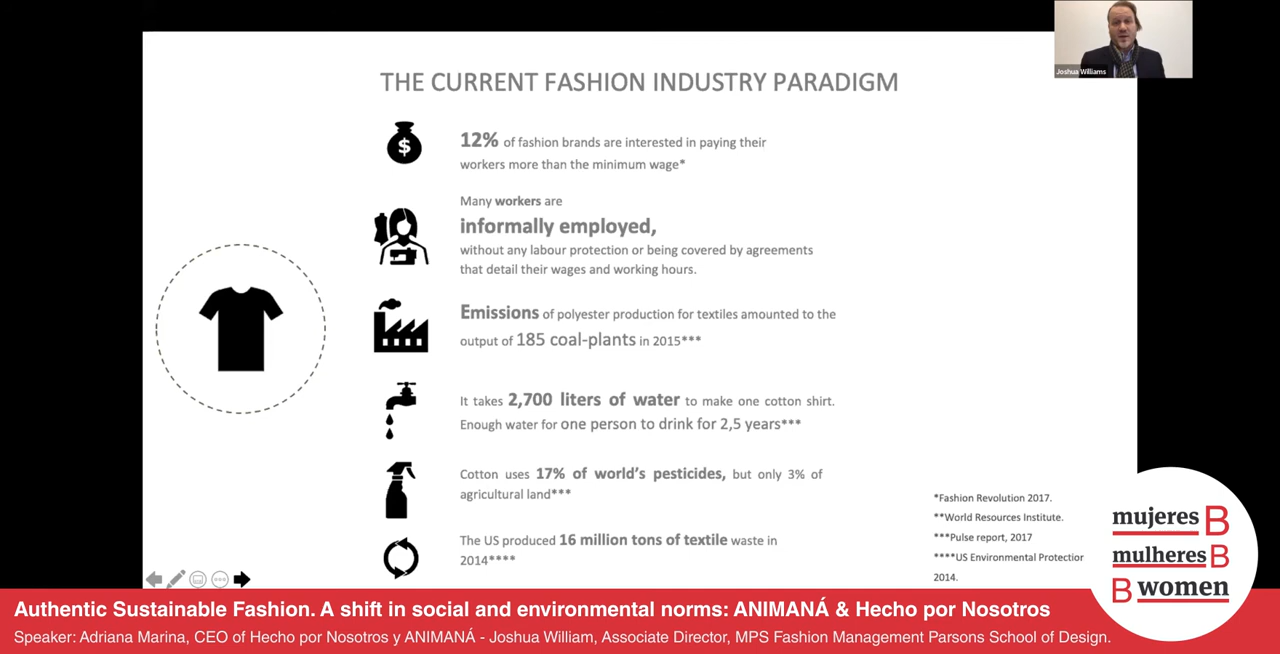 Joshua Williams
THE CURRENT FASHION INDUSTRY PARADIGM
$
12% of fashion brands are interested in paying their
workers more than the minimum wage*
Many workers are
informally employed,
without any labour protection or being covered by agreements
that detail their wages and working hours.
Emissions of polyester production for textiles amounted to the
output of 185 coal-plants in 2015***
It takes 2,700 liters of water to make one cotton shirt.
Enough water for one person to drink for 2,5 years***
Cotton uses 17% of world's pesticides, but only 3% of
agricultural land***
The US produced 16 million tons of textile waste in
2014****
*Fashion Revolution 2017.
**World Resources Institute.
***Pulse report, 2017
****US Environmental Protectior
2014.
mujeres B
mulheres B
B women
Authentic Sustainable Fashion. A shift in social and environmental norms: ANIMANÁ & Hecho por Nosotros
Speaker: Adriana Marina, CEO of Hecho por Nosotros y ANIMANÁ - Joshua William, Associate Director, MPS Fashion Management Parsons School of Design.